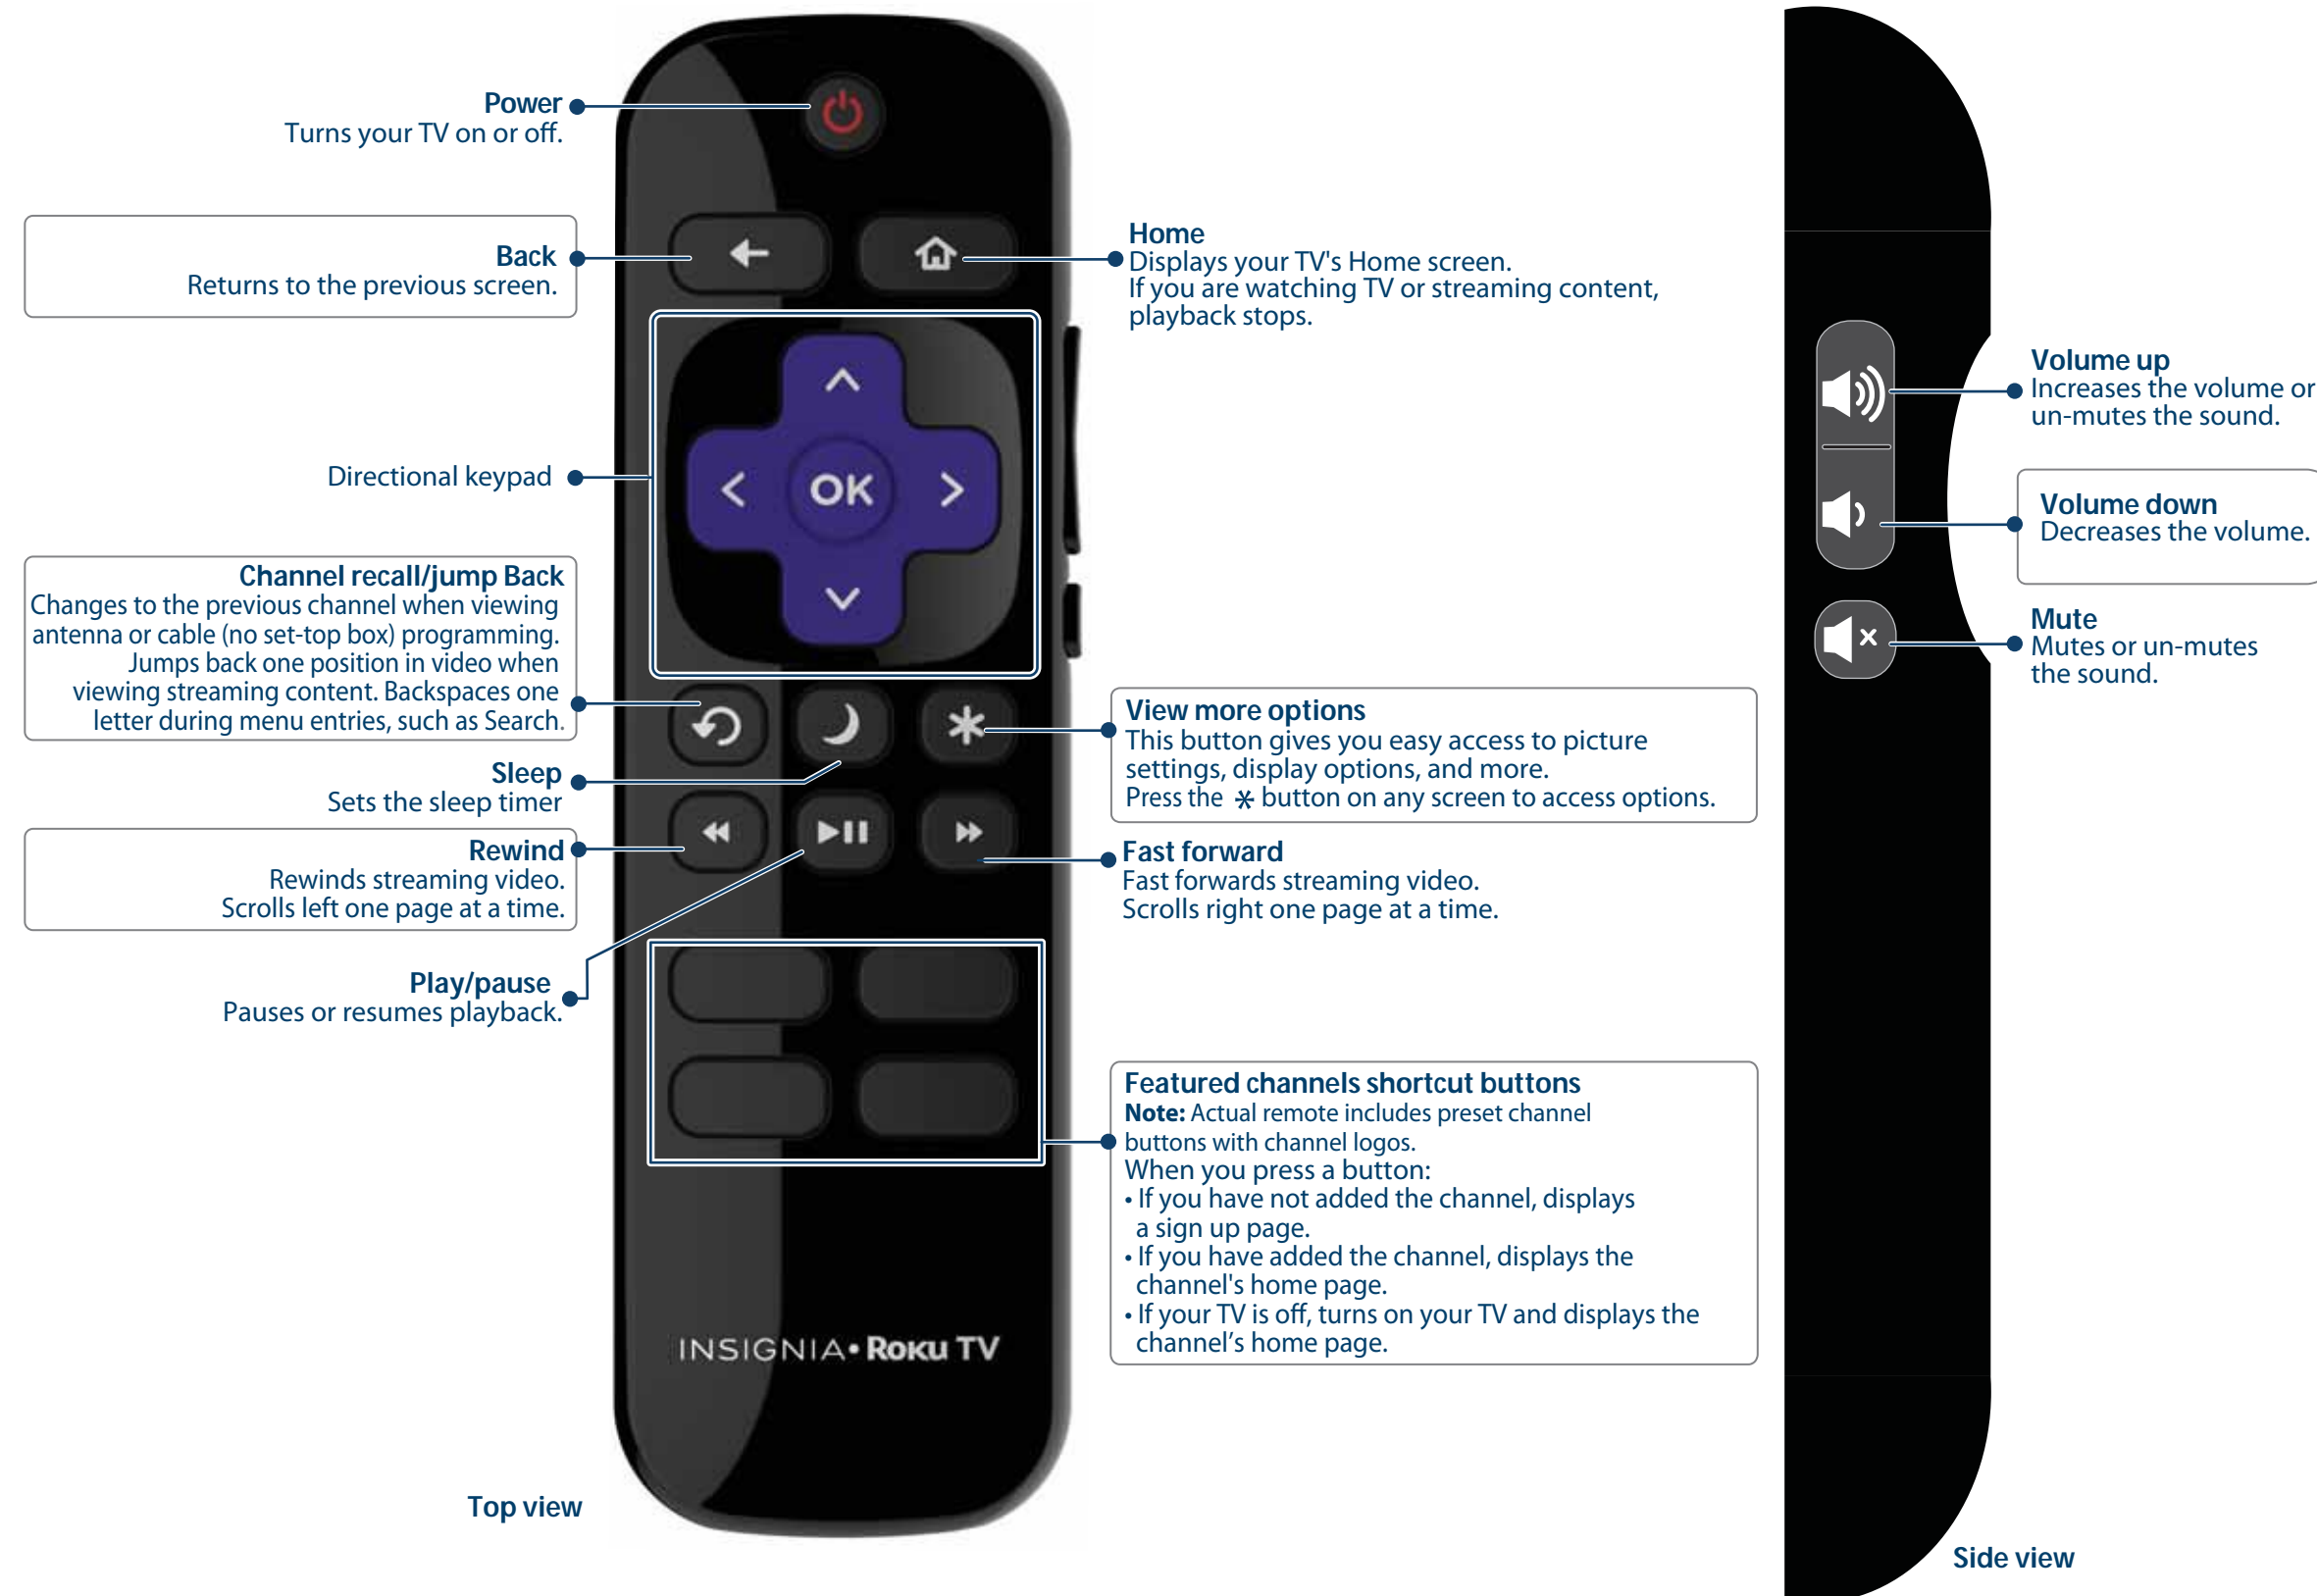 Power
Turns your TV on or off.
Back
Returns to the previous screen.
Home
Displays your TV's Home screen.
If you are watching TV or streaming content,
playback stops.
Directional keypad
OK
Channel recall/jump Back
Changes to the previous channel when viewing
antenna or cable (no set-top box) programming.
Jumps back one position in video when
viewing streaming content. Backspaces one
letter during menu entries, such as Search.
Sleep
Sets the sleep timer
Rewind
Rewinds streaming video.
Scrolls left one page at a time.
Play/pause
Pauses or resumes playback.
View more options
This button gives you easy access to picture
settings, display options, and more.
Press the * button on any screen to access options.
Fast forward
Fast forwards streaming video.
Scrolls right one page at a time.
Featured channels shortcut buttons
Note: Actual remote includes preset channel
buttons with channel logos.
When you press a button:
• If you have not added the channel, displays
a sign up page.
• If you have added the channel, displays the
channel's home page.
• If your TV is off, turns on your TV and displays the
channel’s home page.
INSIGNIA• Roku TV
Top view
Volume up
Increases the volume or
un-mutes the sound.
Volume down
Decreases the volume.
Mute
Mutes or un-mutes
the sound.
Side view